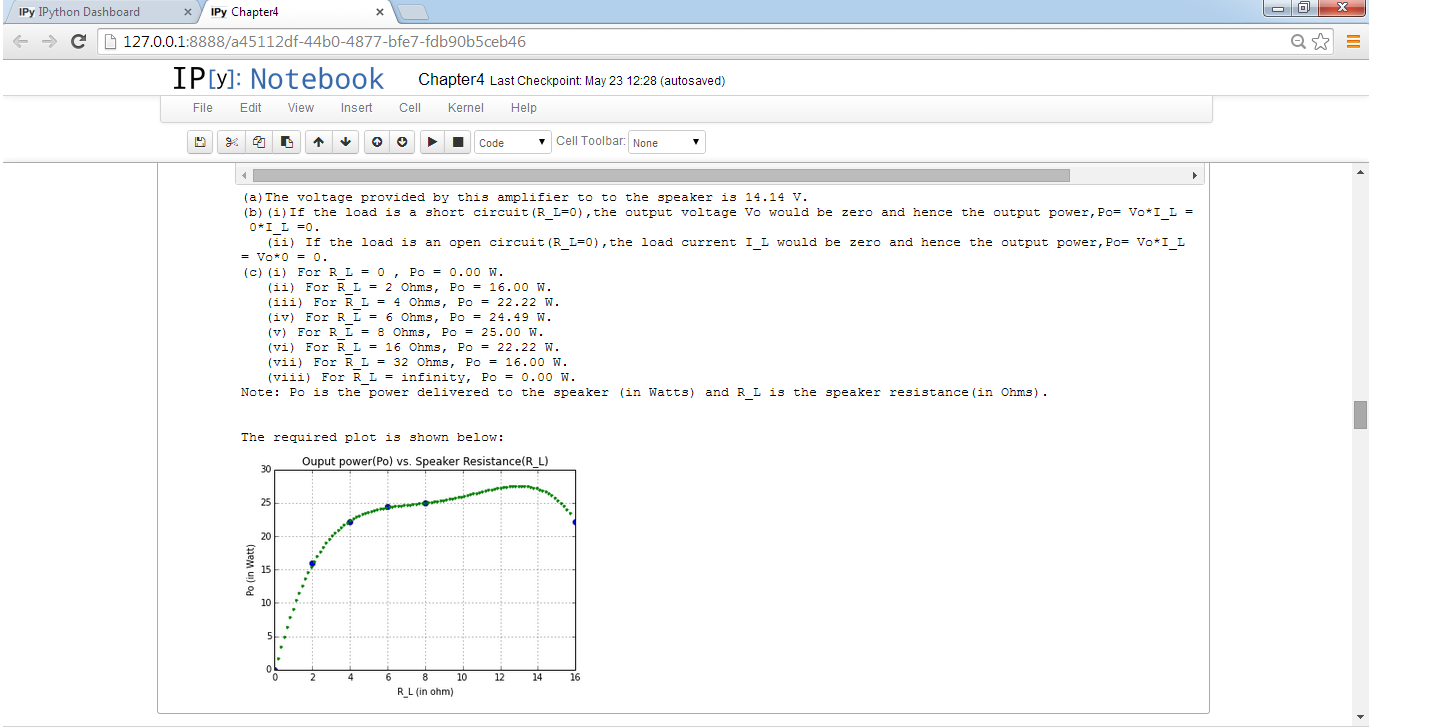 IPy IPython Dashboard
IPy Chapter4
127.0.0.1:8888/a45112df-44b0-4877-bfe7-fdb90b5ceb46
IP[y]: Notebook Chapter4 Last Checkpoint: May 23 12:28 (autosaved)
File Edit View Insert Cell Kernel Help
Code Cell Toolbar: None
(a)The voltage provided by this amplifier to to the speaker is 14.14 V.
(b)(i)If the load is a short circuit(R_L=0),the output voltage Vo would be zero and hence the output power,Po= Vo*I_L =
0*I_L =0.
(ii) If the load is an open circuit(R_L=0),the load current I_L would be zero and hence the output power,Po= Vo*I_L
= Vo*0 = 0.
(c)(i) For R_L = 0 , Po = 0.00 W.
(ii) For R_L = 2 Ohms, Po = 16.00 W.
(iii) For R_L = 4 Ohms, Po = 22.22 W.
(iv) For R_L = 6 Ohms, Po = 24.49 W.
(v) For R_L = 8 Ohms, Po = 25.00 W.
(vi) For R_L = 16 Ohms, Po = 22.22 W.
(vii) For R_L = 32 Ohms, Po = 16.00 W.
(viii) For R_L = infinity, Po = 0.00 W.
Note: Po is the power delivered to the speaker (in Watts) and R_L is the speaker resistance(in Ohms).
The required plot is shown below:
Ouput power(Po) vs. Speaker Resistance(R_L)
30
25
20
15
10
5
0
Po (in Watt)
0 2 4 6 8 10 12 14 16
R_L (in ohm)